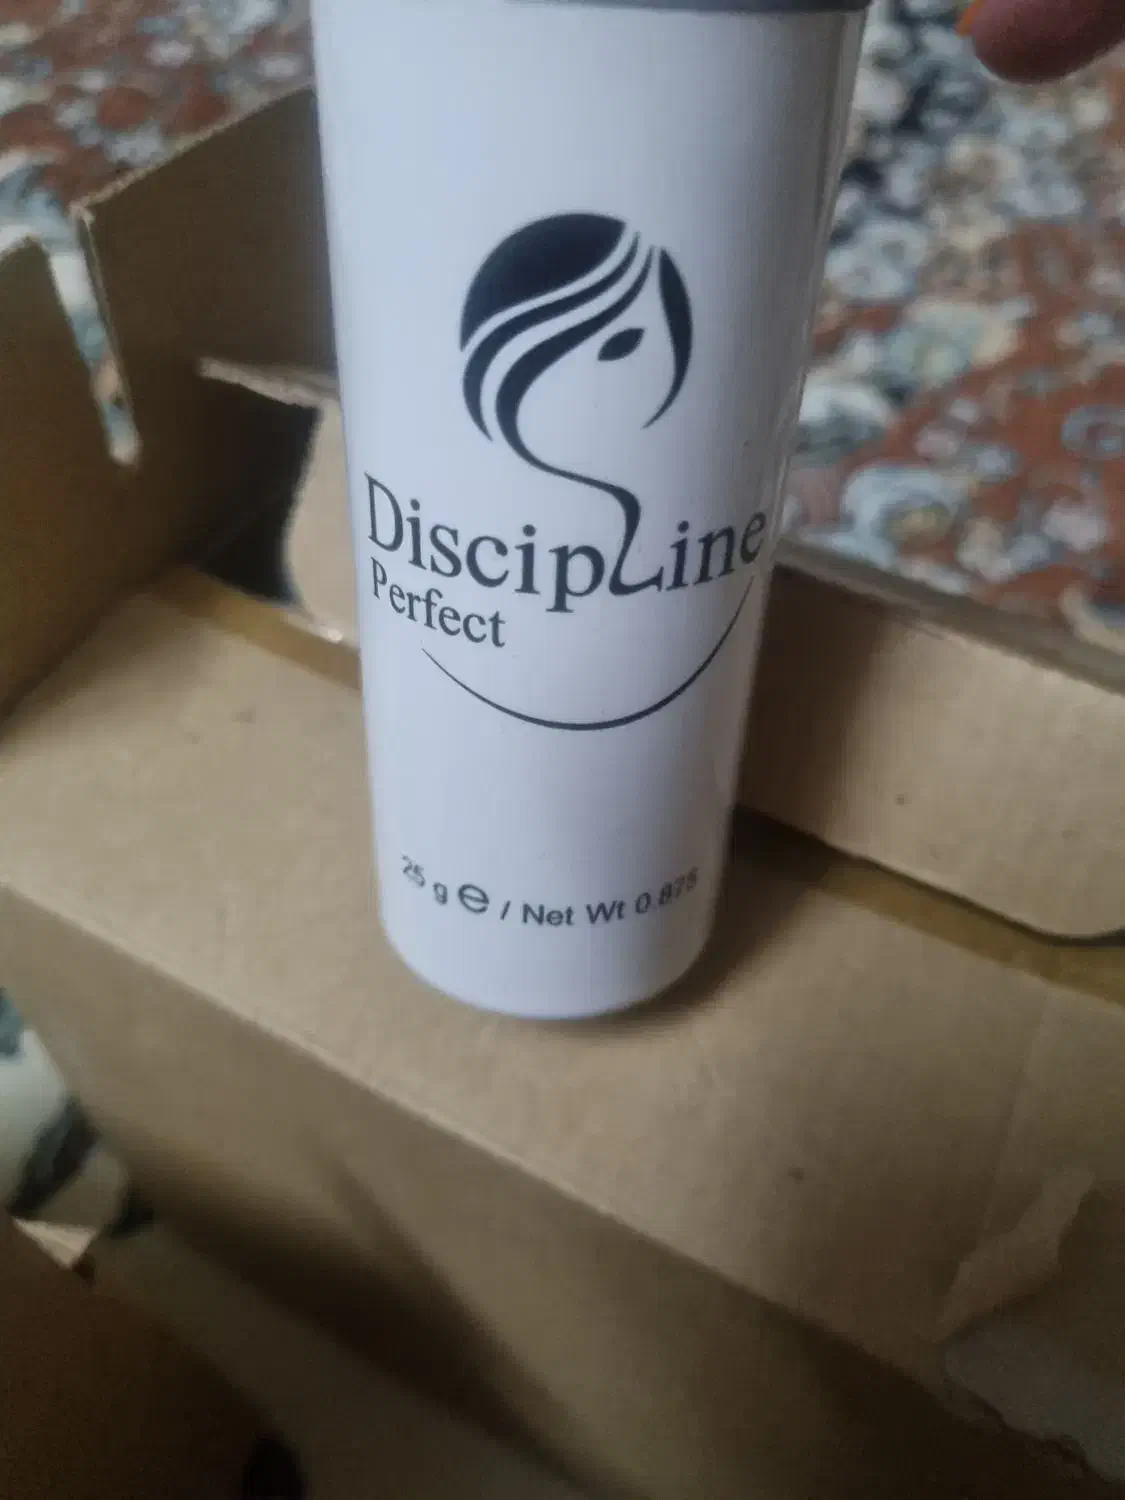 DiscipLine
Perfect
25 g ℮ / Net Wt 0.875